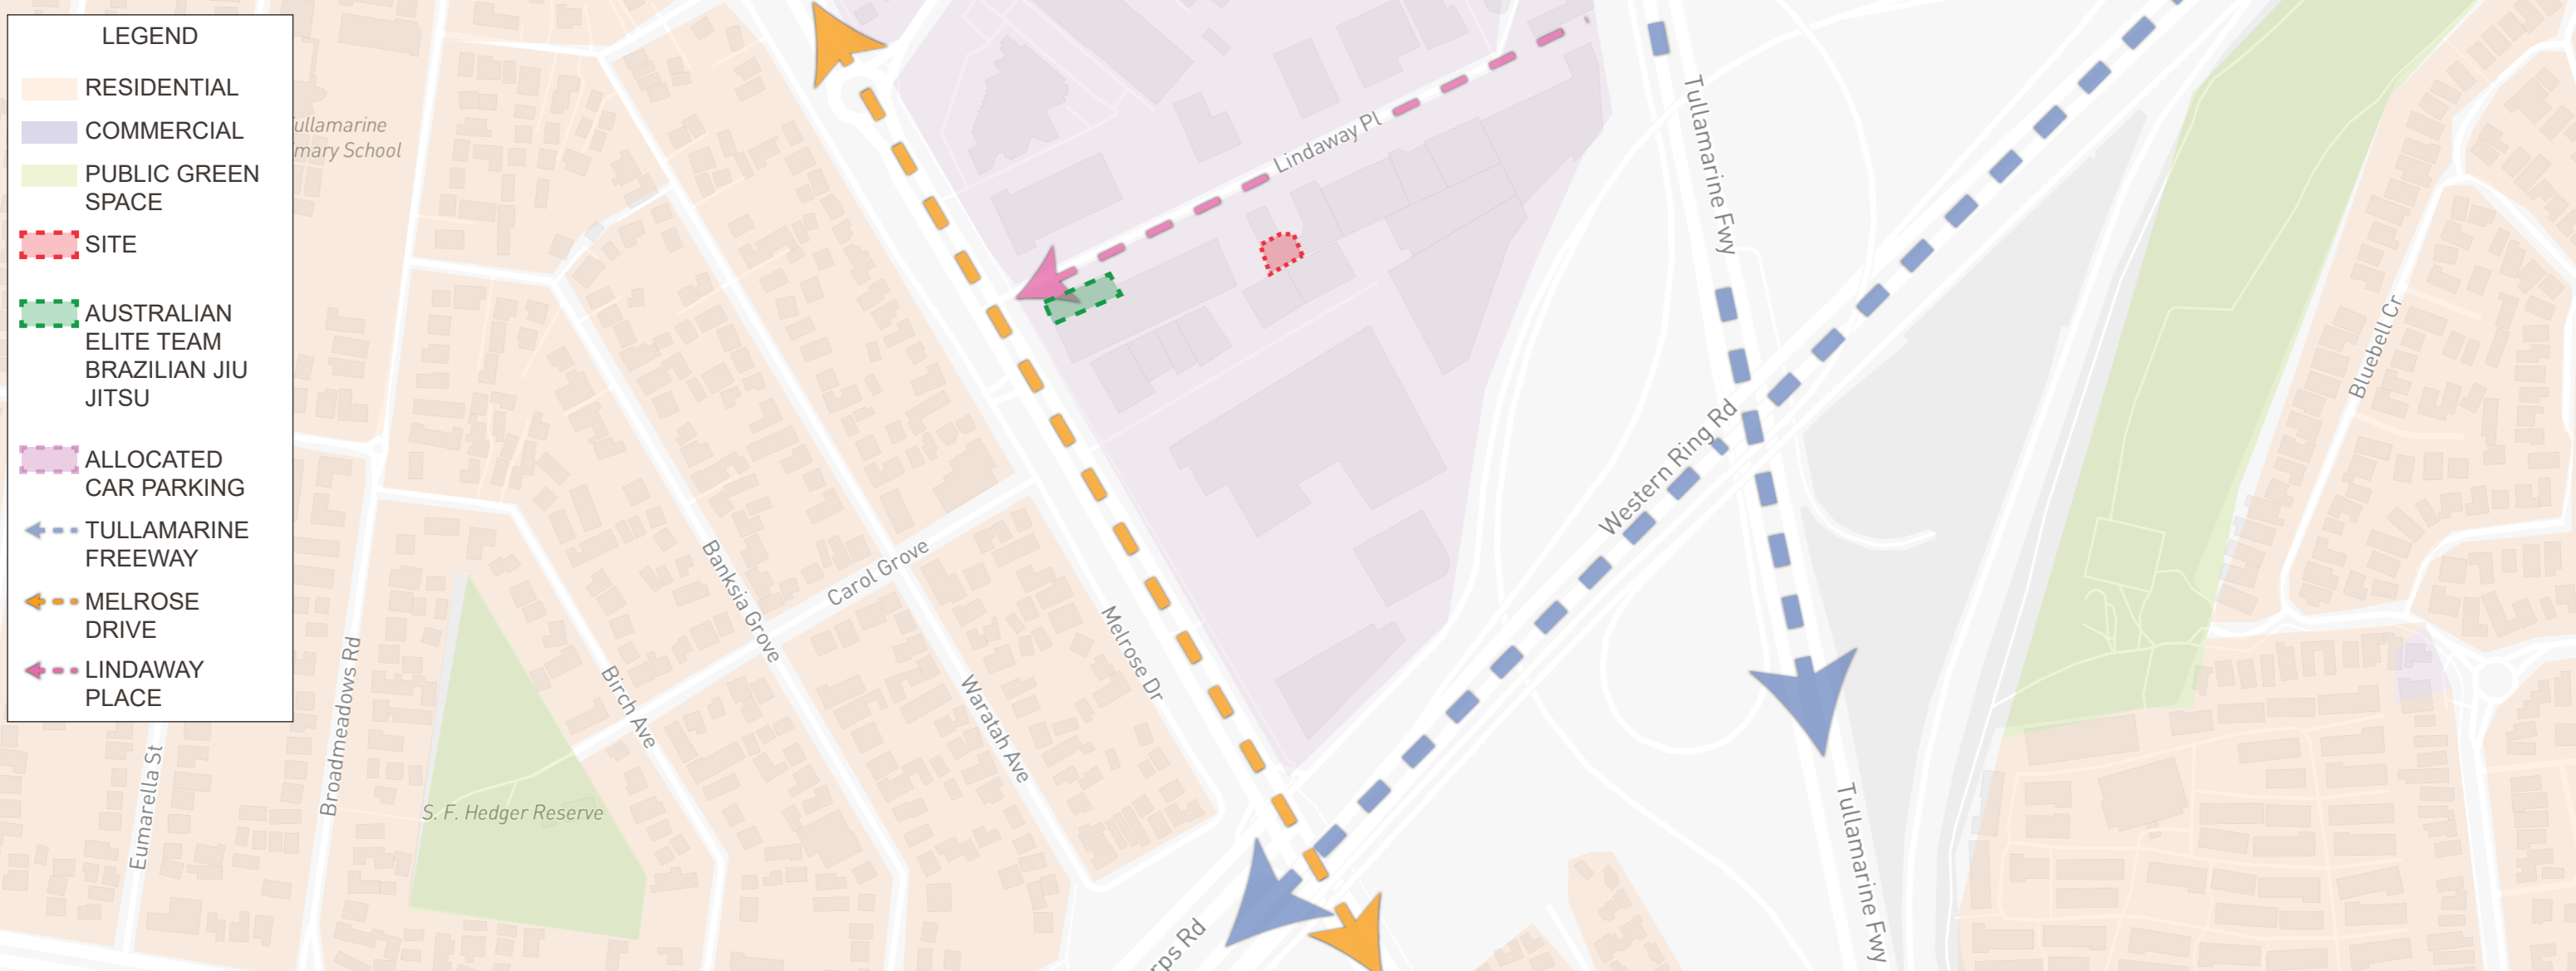 LEGEND
RESIDENTIAL
COMMERCIAL
PUBLIC GREEN
SPACE
SITE
AUSTRALIAN
ELITE TEAM
BRAZILIAN JIU
JITSU
ALLOCATED
CAR PARKING
TULLAMARINE
FREEWAY
MELROSE
DRIVE
LINDAWAY
PLACE
ullamarine
mary School
Lindaway Pl
Tullamarine Fwy
Western Ring Rd
Bluebell Cr
Banksia Grove
Carol Grove
Melrose Dr
Birch Ave
Waratah Ave
Broadmeadows Rd
Eumarella St
S. F. Hedger Reserve
Tullamarine Fwy
rps Rd